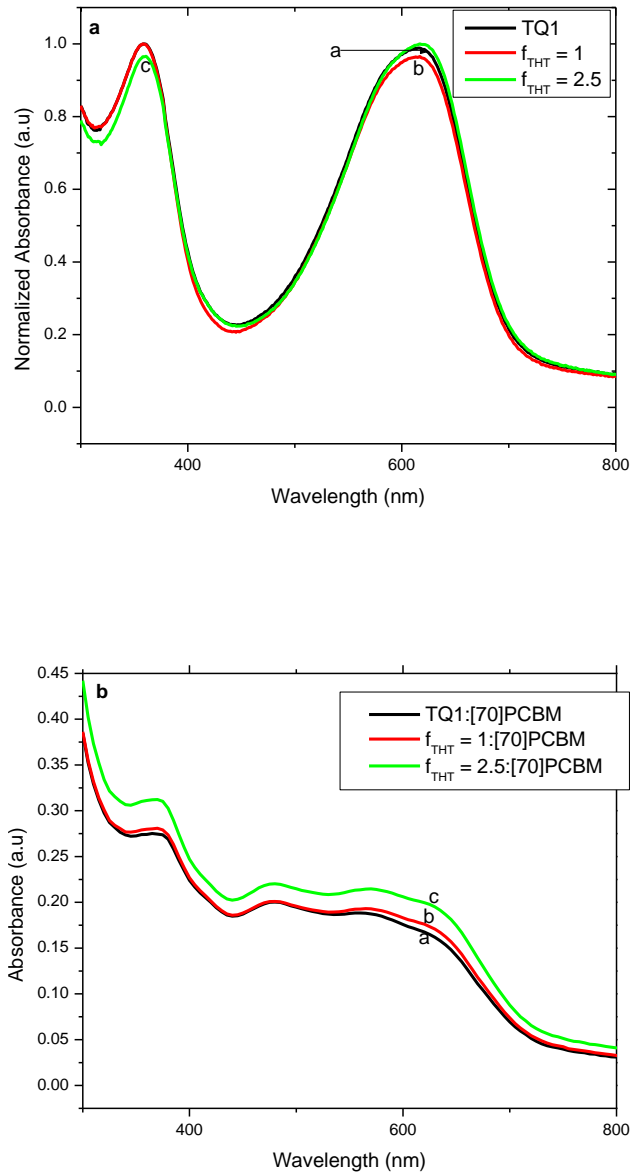 a
TQ1
f_THT = 1
f_THT = 2.5
a
b
c
1.0
0.8
0.6
0.4
0.2
0.0
Normalized Absorbance (a.u)
400
600
800
Wavelength (nm)
b
TQ1:[70]PCBM
f_THT = 1:[70]PCBM
f_THT = 2.5:[70]PCBM
c
b
a
0.45
0.40
0.35
0.30
0.25
0.20
0.15
0.10
0.05
0.00
Absorbance (a.u)
400
600
800
Wavelength (nm)